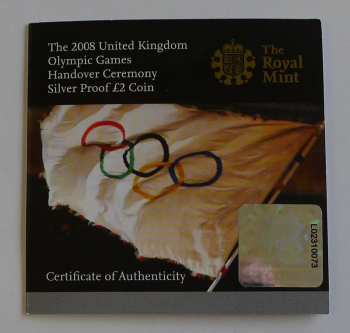 The 2008 United Kingdom
Olympic Games
Handover Ceremony
Silver Proof £2 Coin
The
Royal
Mint
L02310073
Certificate of Authenticity